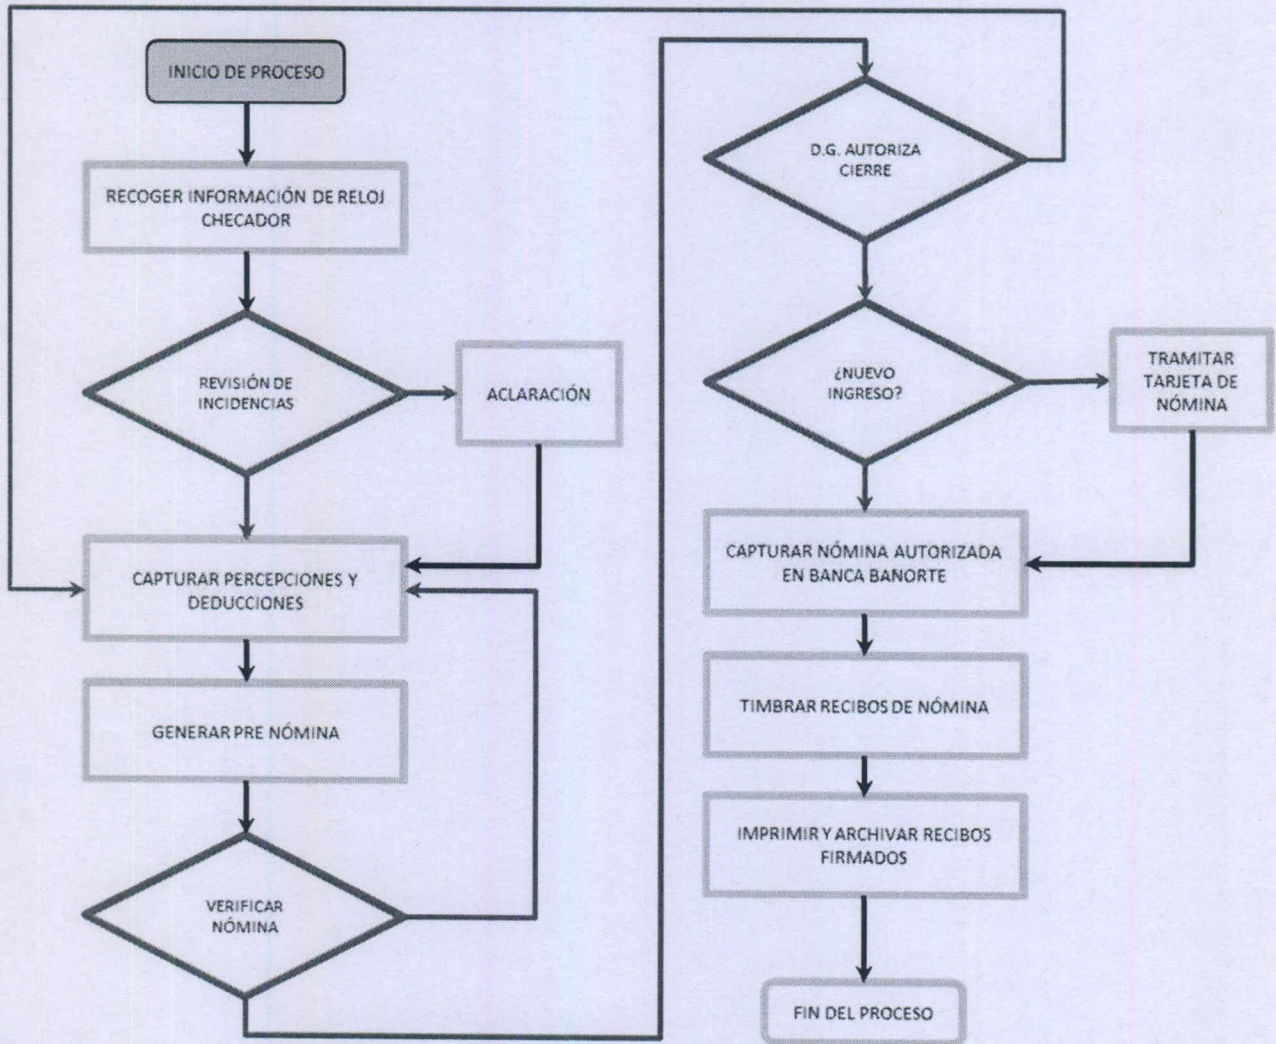 INICIO DE PROCESO
RECOGER INFORMACIÓN DE RELOJ
CHECADOR
REVISIÓN DE
INCIDENCIAS
ACLARACIÓN
CAPTURAR PERCEPCIONES Y
DEDUCCIONES
GENERAR PRE NÓMINA
VERIFICAR
NÓMINA
D.G. AUTORIZA
CIERRE
¿NUEVO
INGRESO?
TRAMITAR
TARJETA DE
NÓMINA
CAPTURAR NÓMINA AUTORIZADA
EN BANCA BANORTE
TIMBRAR RECIBOS DE NÓMINA
IMPRIMIR Y ARCHIVAR RECIBOS
FIRMADOS
FIN DEL PROCESO